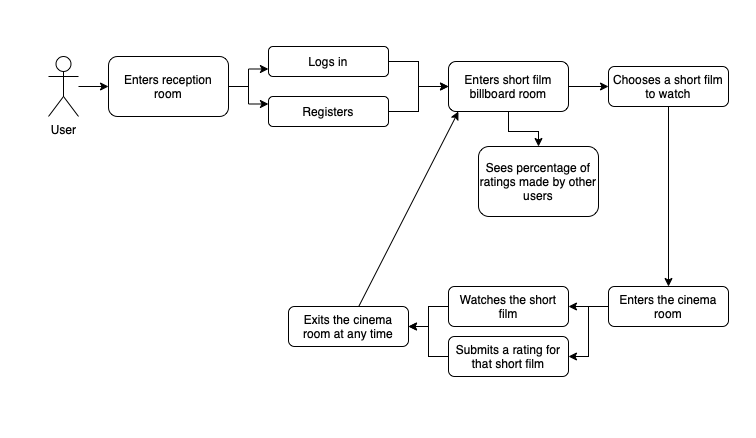 User
Enters reception
room
Logs in
Registers
Enters short film
billboard room
Chooses a short film
to watch
Sees percentage of
ratings made by other
users
Enters the cinema
room
Watches the short
film
Submits a rating for
that short film
Exits the cinema
room at any time